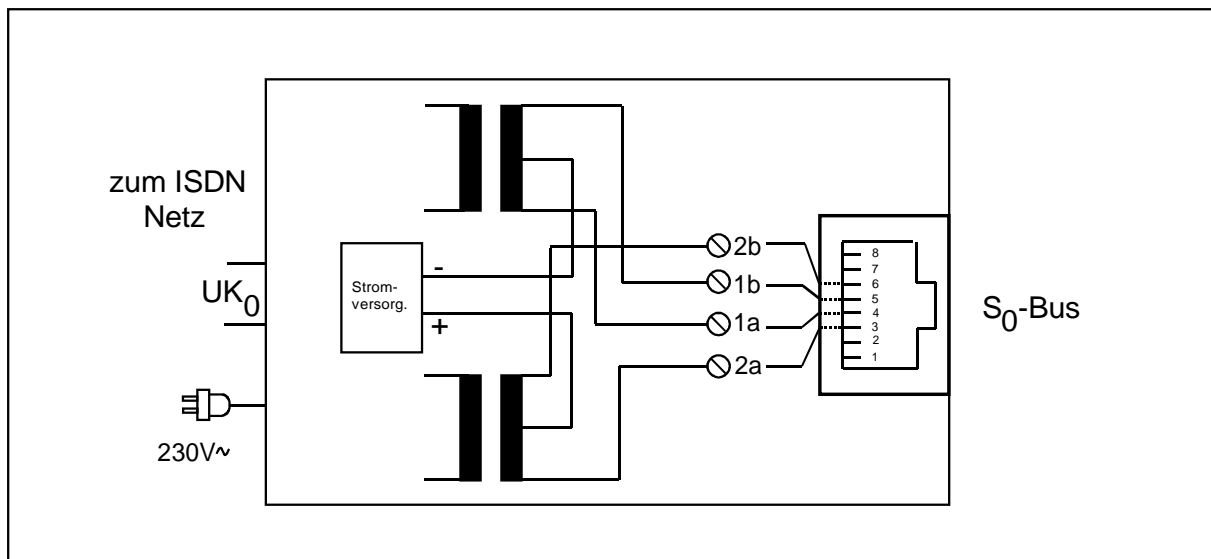 zum ISDN
Netz
UK0
230V~
Strom-
versorg.
-
+
2b
1b
1a
2a
8
7
6
5
4
3
2
1
S0-Bus